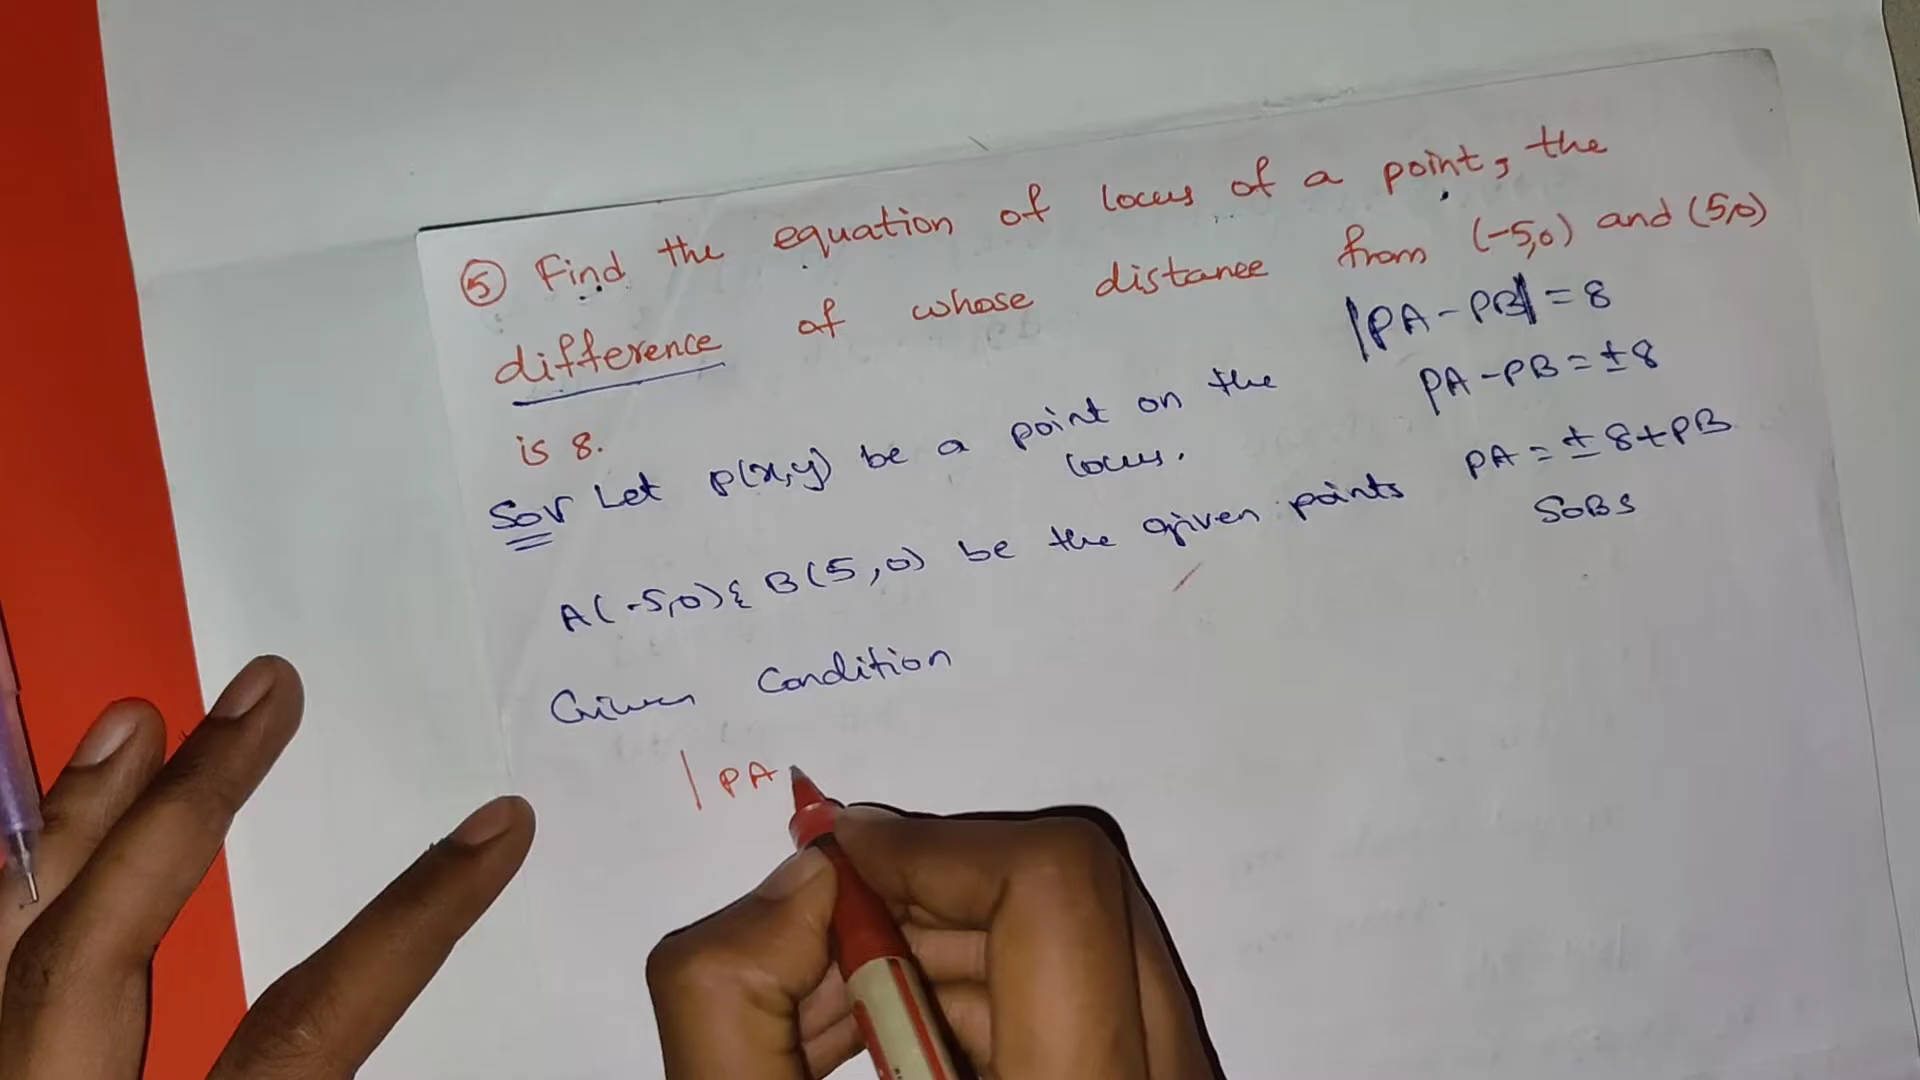 ⑤ Find the equation of locus of a point, the
difference of whose distance from (-5,0) and (5,0)
is 8.
|PA-PB|=8
PA-PB=±8
PA=±8+PB
SOBS
Sol Let P(x,y) be a point on the
locus.
A(-5,0) & B(5,0) be the given points
Given Condition
|PA